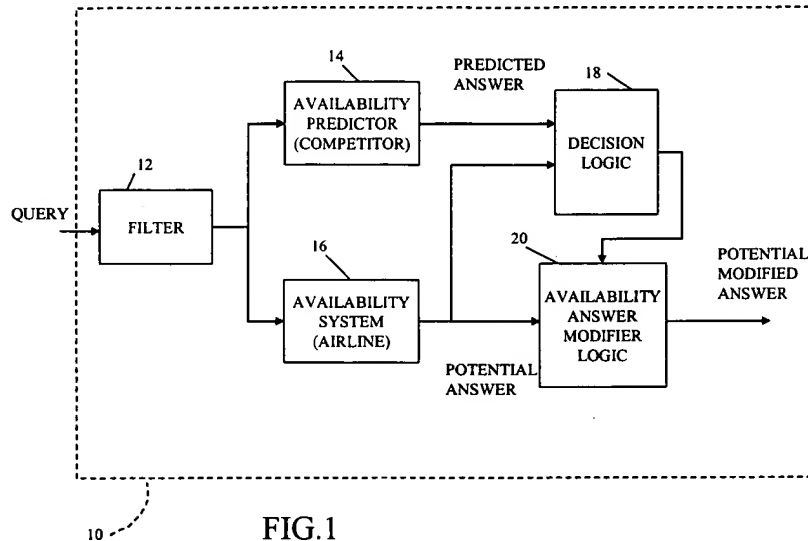 14
PREDICTED
ANSWER
18
AVAILABILITY
PREDICTOR
(COMPETITOR)
DECISION
LOGIC
12
QUERY
FILTER
16
AVAILABILITY
SYSTEM
(AIRLINE)
20
AVAILABILITY
ANSWER
MODIFIER
LOGIC
POTENTIAL
MODIFIED
ANSWER
POTENTIAL
ANSWER
10
FIG.1